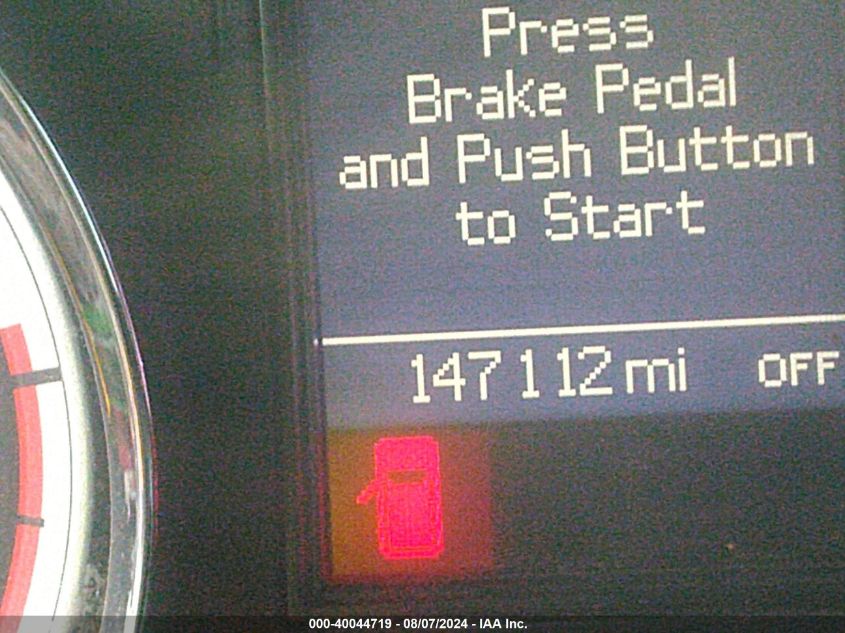 Press
Brake Pedal
and Push Button
to Start
147112 mi OFF
000-40044719 - 08/07/2024 - IAA Inc.